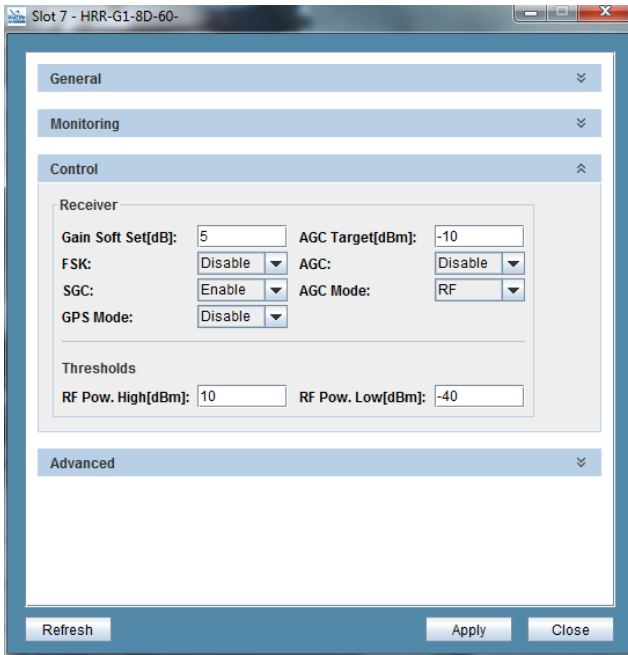 Slot 7 - HRR-G1-8D-60-
General
Monitoring
Control
Receiver
Gain Soft Set[dB]: 5 AGC Target[dBm]: -10
FSK: Disable AGC: Disable
SGC: Enable AGC Mode: RF
GPS Mode: Disable
Thresholds
RF Pow. High[dBm]: 10 RF Pow. Low[dBm]: -40
Advanced
Refresh Apply Close